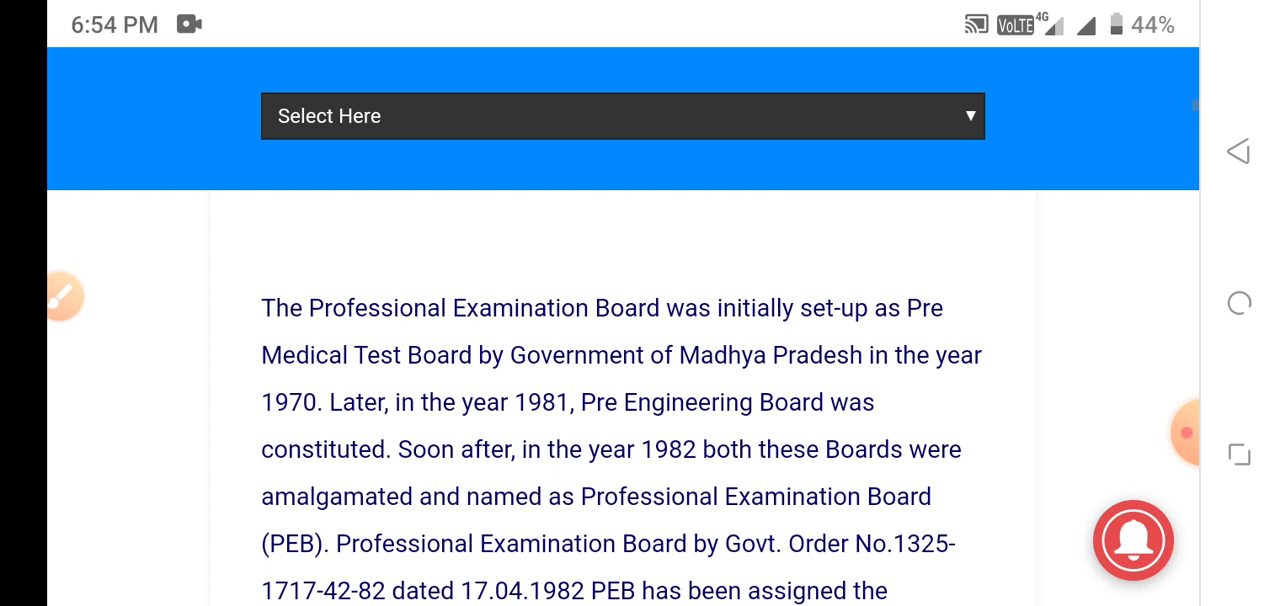 6:54 PM
VoLTE 4G 44%
Select Here
The Professional Examination Board was initially set-up as Pre
Medical Test Board by Government of Madhya Pradesh in the year
1970. Later, in the year 1981, Pre Engineering Board was
constituted. Soon after, in the year 1982 both these Boards were
amalgamated and named as Professional Examination Board
(PEB). Professional Examination Board by Govt. Order No.1325-
1717-42-82 dated 17.04.1982 PEB has been assigned the